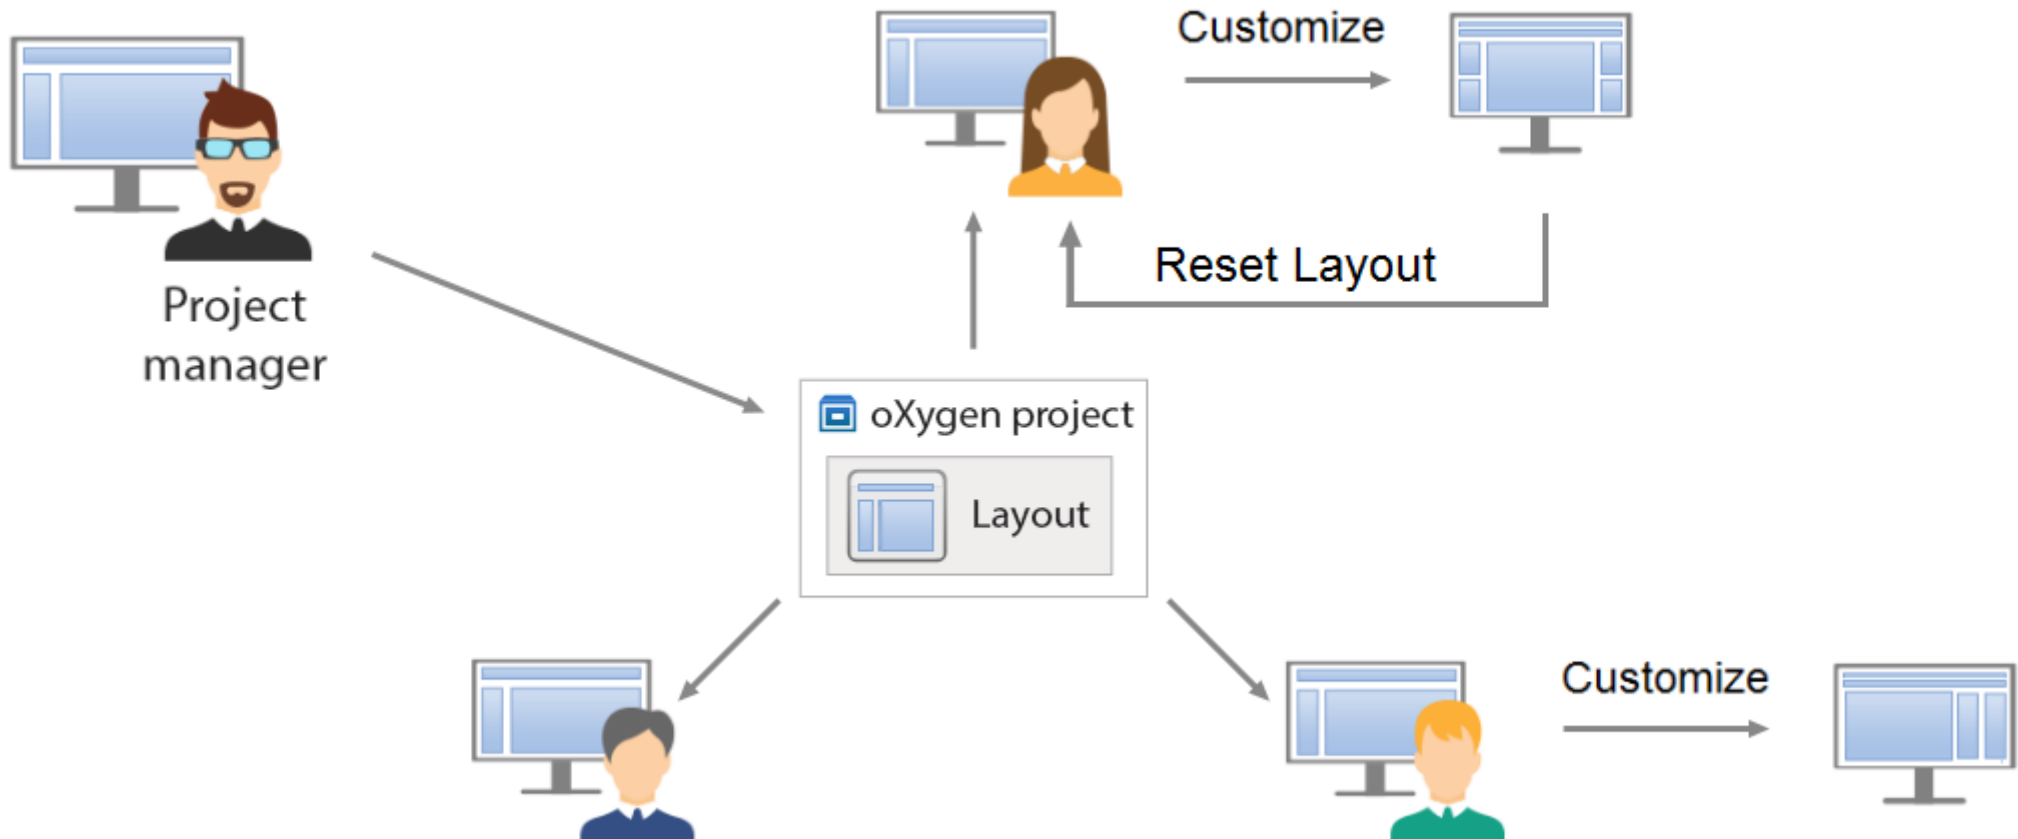 Customize
Reset Layout
Project
manager
oXygen project
Layout
Customize